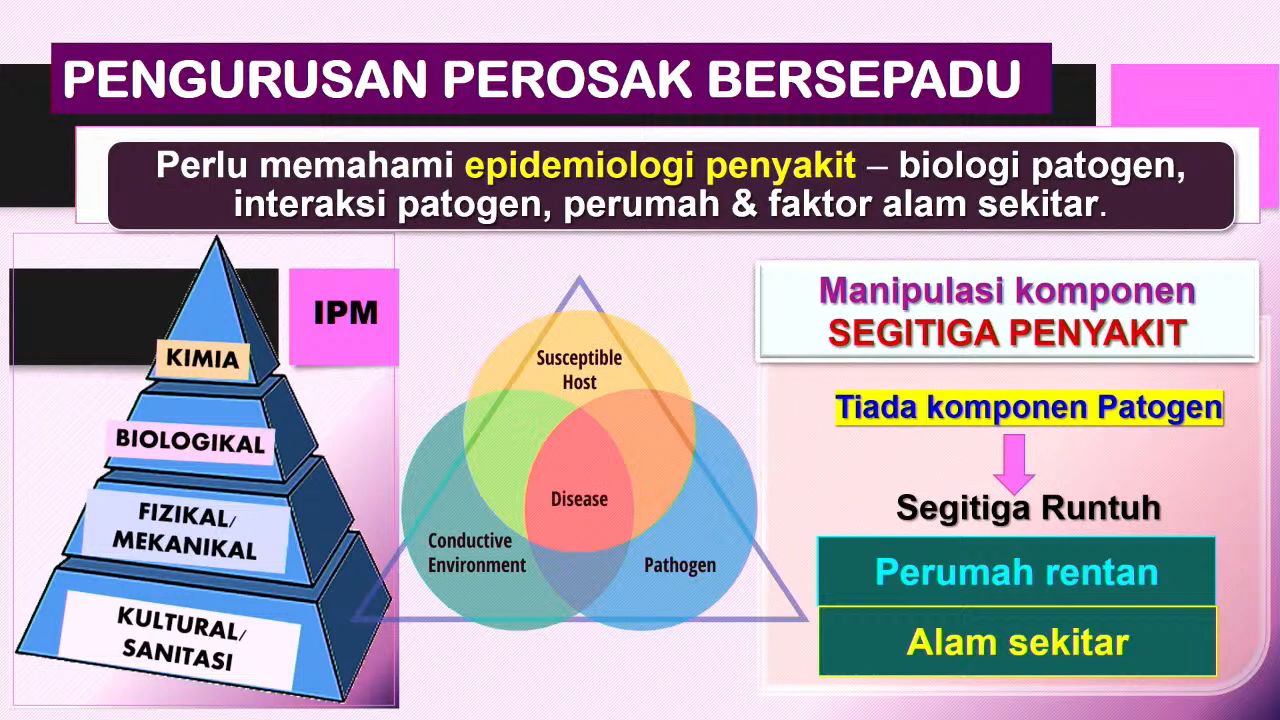 PENGURUSAN PEROSAK BERSEPADU
Perlu memahami epidemiologi penyakit – biologi patogen,
interaksi patogen, perumah & faktor alam sekitar.
IPM
KIMIA
BIOLOGIKAL
FIZIKAL/
MEKANIKAL
KULTURAL/
SANITASI
Susceptible
Host
Disease
Conductive
Environment
Pathogen
Manipulasi komponen
SEGITIGA PENYAKIT
Tiada komponen Patogen
Segitiga Runtuh
Perumah rentan
Alam sekitar